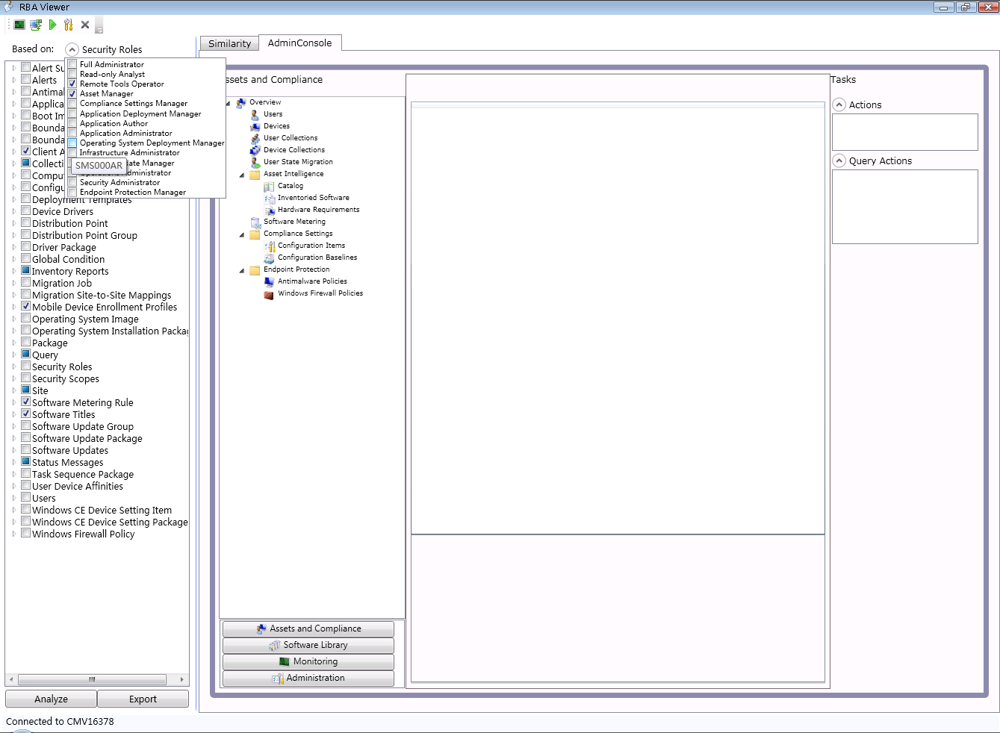 RBA Viewer
Based on:
Security Roles
Full Administrator
Read-only Analyst
Remote Tools Operator
Asset Manager
Compliance Settings Manager
Application Deployment Manager
Application Author
Application Administrator
Operating System Deployment Manager
Infrastructure Administrator
SMS000AR
date Manager
dministrator
Security Administrator
Endpoint Protection Manager
Alert Su
Alerts
Antimal
Applica
Boot Im
Bounda
Bounda
Client A
Collecti
Compu
Configu
Deployment Templates
Device Drivers
Distribution Point
Distribution Point Group
Driver Package
Global Condition
Inventory Reports
Migration Job
Migration Site-to-Site Mappings
Mobile Device Enrollment Profiles
Operating System Image
Operating System Installation Packag
Package
Query
Security Roles
Security Scopes
Site
Software Metering Rule
Software Titles
Software Update Group
Software Update Package
Software Updates
Status Messages
Task Sequence Package
User Device Affinities
Users
Windows CE Device Setting Item
Windows CE Device Setting Package
Windows Firewall Policy
Analyze
Export
Connected to CMV16378
Similarity
AdminConsole
ssets and Compliance
Overview
Users
Devices
User Collections
Device Collections
User State Migration
Asset Intelligence
Catalog
Inventoried Software
Hardware Requirements
Software Metering
Compliance Settings
Configuration Items
Configuration Baselines
Endpoint Protection
Antimalware Policies
Windows Firewall Policies
Assets and Compliance
Software Library
Monitoring
Administration
Tasks
Actions
Query Actions